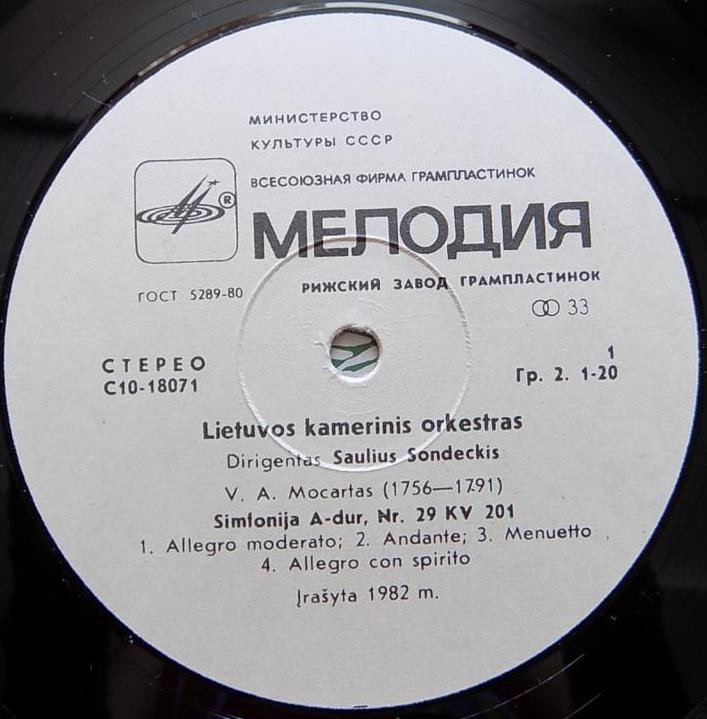 МИНИСТЕРСТВО
КУЛЬТУРЫ СССР
ВСЕСОЮЗНАЯ ФИРМА ГРАМПЛАСТИНОК
®
МЕЛОДИЯ
РИЖСКИЙ ЗАВОД ГРАМПЛАСТИНОК
ГОСТ 5289-80
33
СТЕРЕО
С10-18071
1
Гр. 2. 1-20
Lietuvos kamerinis orkestras
Dirigentas Saulius Sondeckis
V. A. Mocartas (1756—1791)
Simfonija A-dur, Nr. 29 KV 201
1. Allegro moderato; 2. Andante; 3. Menuetto
4. Allegro con spirito
Įrašyta 1982 m.